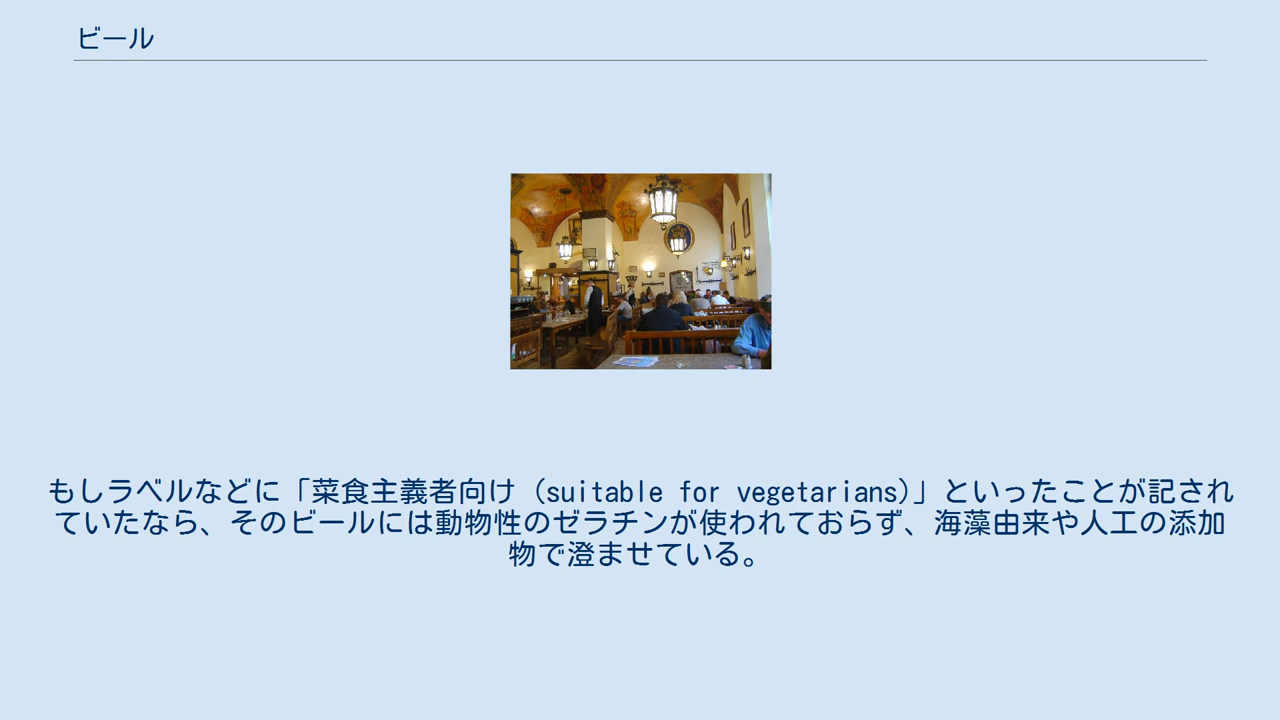 ビール
もしラベルなどに「菜食主義者向け (suitable for vegetarians)」といったことが記され
ていたなら、そのビールには動物性のゼラチンが使われておらず、海藻由来や人工の添加
物で澄ませている。